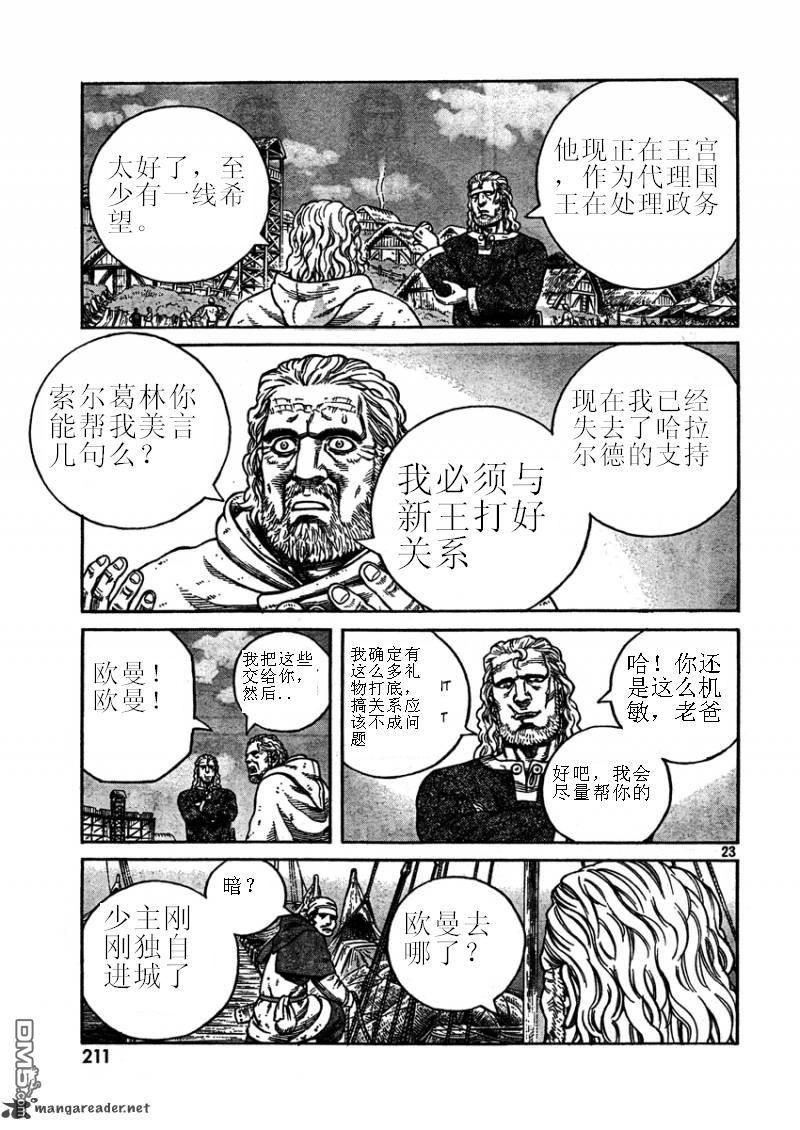 他现正在王宫
，作为代理国
王在处理政务
太好了，至
少有一线希
望。
现在我已经
失去了哈拉
尔德的支持
我必须与
新王打好
关系
索尔葛林你
能帮我美言
几句么？
哈！你还
是这么机
敏，老爸
好吧，我会
尽量帮你的
我确定有
这么多礼
物打底，
搞关系应
该不成问
题
我把这些
交给你，
然后..
欧曼！
欧曼！
23
欧曼去
哪了？
暗？
少主刚
刚独自
进城了
211
DM5.com
mangareader.net